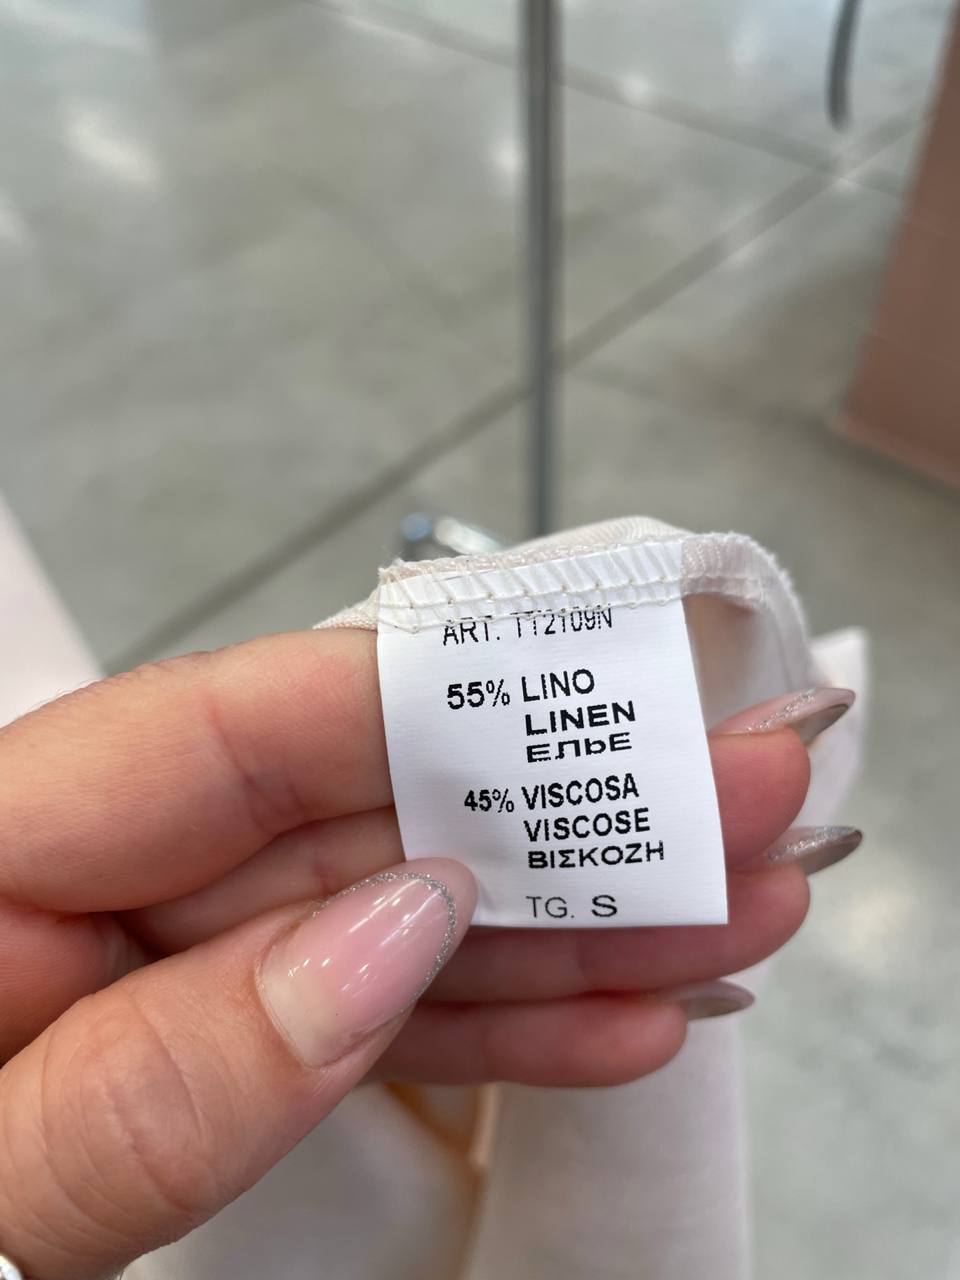 ART. TT2109N
55% LINO
LINEN
ЕЛЬЕ
45% VISCOSA
VISCOSE
ΒΙΣΚΟΖΗ
TG. S